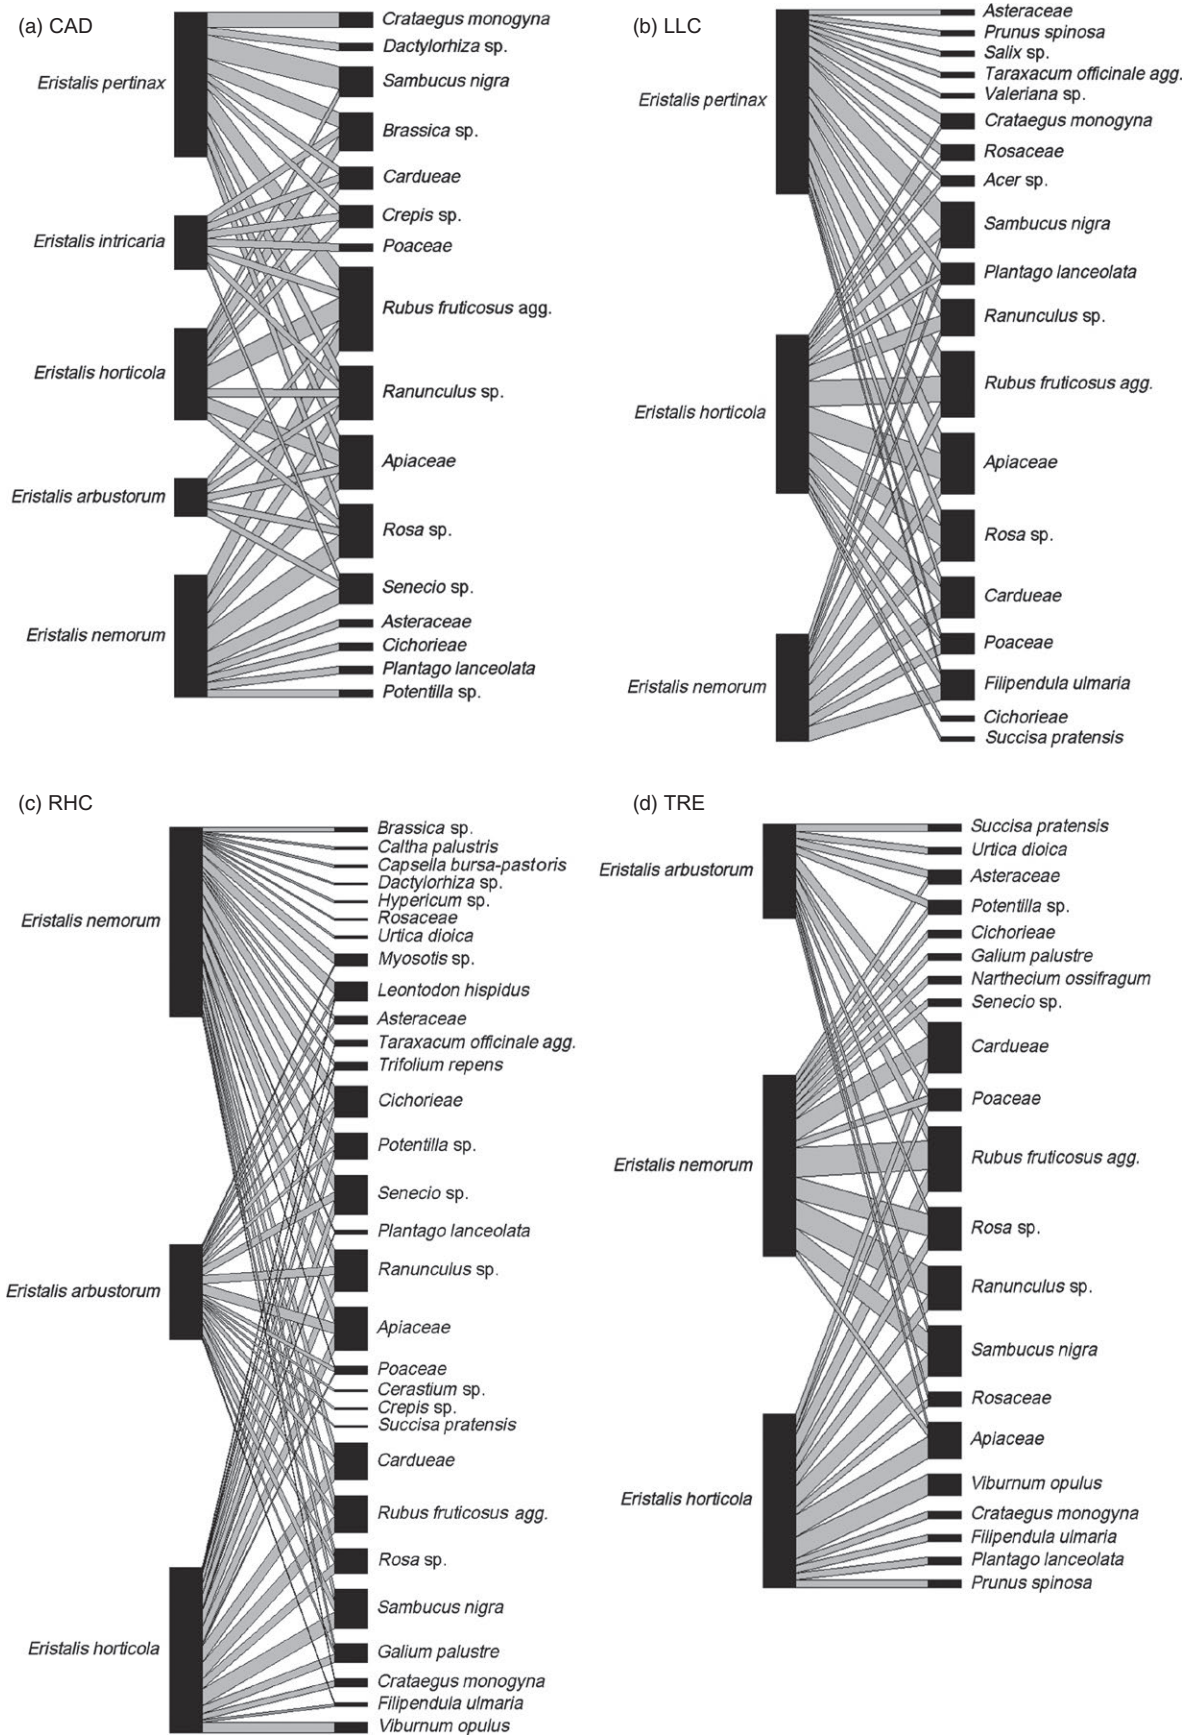 (a) CAD
Eristalis pertinax
Eristalis intricaria
Eristalis horticola
Eristalis arbustorum
Eristalis nemorum
Crataegus monogyna
Dactylorhiza sp.
Sambucus nigra
Brassica sp.
Cardueae
Crepis sp.
Poaceae
Rubus fruticosus agg.
Ranunculus sp.
Apiaceae
Rosa sp.
Senecio sp.
Asteraceae
Cichorieae
Plantago lanceolata
Potentilla sp.
(b) LLC
Eristalis pertinax
Eristalis horticola
Eristalis nemorum
Asteraceae
Prunus spinosa
Salix sp.
Taraxacum officinale agg.
Valeriana sp.
Crataegus monogyna
Rosaceae
Acer sp.
Sambucus nigra
Plantago lanceolata
Ranunculus sp.
Rubus fruticosus agg.
Apiaceae
Rosa sp.
Cardueae
Poaceae
Filipendula ulmaria
Cichorieae
Succisa pratensis
(c) RHC
Eristalis nemorum
Eristalis arbustorum
Eristalis horticola
Brassica sp.
Caltha palustris
Capsella bursa-pastoris
Dactylorhiza sp.
Hypericum sp.
Rosaceae
Urtica dioica
Myosotis sp.
Leontodon hispidus
Asteraceae
Taraxacum officinale agg.
Trifolium repens
Cichorieae
Potentilla sp.
Senecio sp.
Plantago lanceolata
Ranunculus sp.
Apiaceae
Poaceae
Cerastium sp.
Crepis sp.
Succisa pratensis
Cardueae
Rubus fruticosus agg.
Rosa sp.
Sambucus nigra
Galium palustre
Crataegus monogyna
Filipendula ulmaria
Viburnum opulus
(d) TRE
Eristalis arbustorum
Eristalis nemorum
Eristalis horticola
Succisa pratensis
Urtica dioica
Asteraceae
Potentilla sp.
Cichorieae
Galium palustre
Narthecium ossifragum
Senecio sp.
Cardueae
Poaceae
Rubus fruticosus agg.
Rosa sp.
Ranunculus sp.
Sambucus nigra
Rosaceae
Apiaceae
Viburnum opulus
Crataegus monogyna
Filipendula ulmaria
Plantago lanceolata
Prunus spinosa